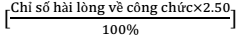 [Chỉ số hài lòng về công chức×2.50
100%]